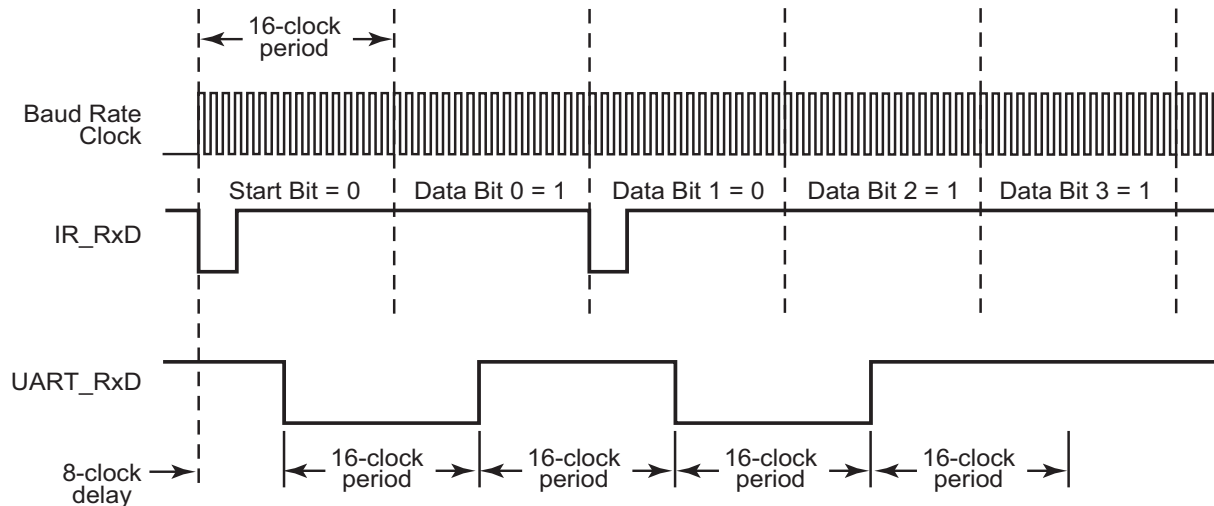 16-clock
period
Baud Rate
Clock
Start Bit = 0
Data Bit 0 = 1
Data Bit 1 = 0
Data Bit 2 = 1
Data Bit 3 = 1
IR_RxD
UART_RxD
8-clock
delay
16-clock
period
16-clock
period
16-clock
period
16-clock
period